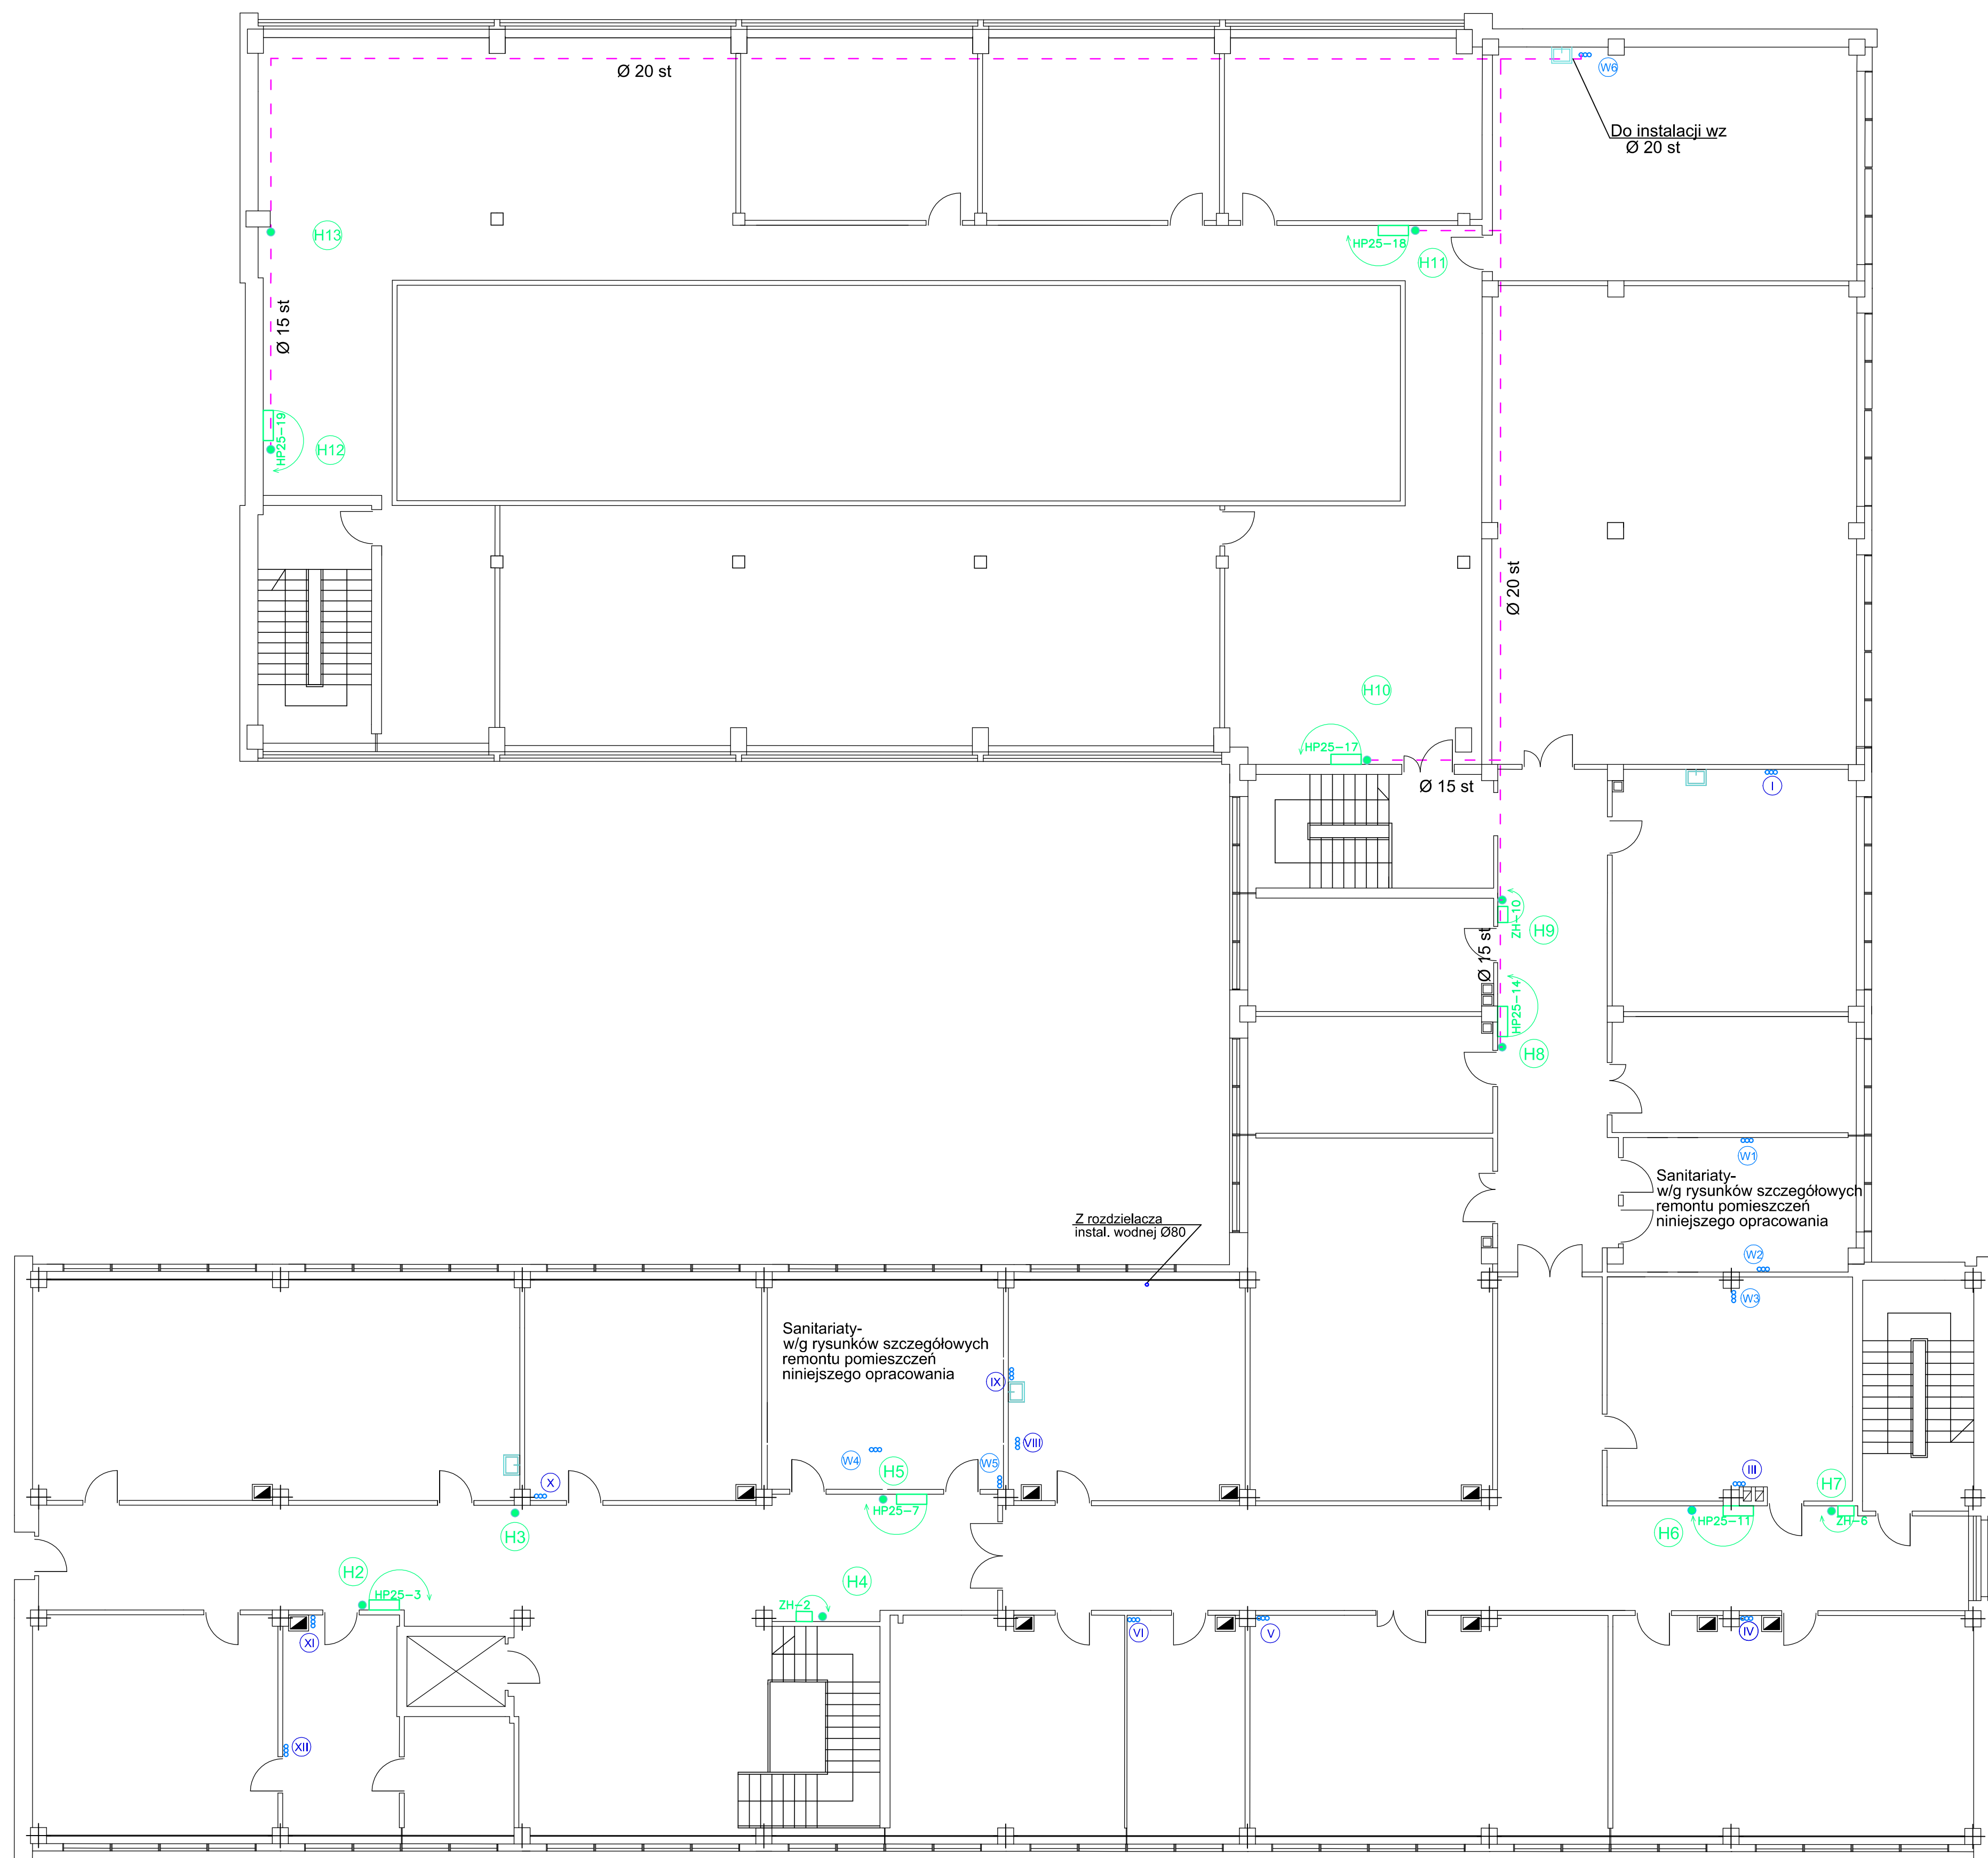 Ø 20 st
W6
Do instalacji wz
Ø 20 st
H13
HP25-18
H11
Ø 15 st
HP25-19
H12
Ø 20 st
H10
HP25-17
Ø 15 st
I
ZH-10
H9
Ø 15 st
HP25-14
H8
W1
Sanitariaty-
w/g rysunków szczegółowych
remontu pomieszczeń
niniejszego opracowania
Z rozdzielacza
instal. wodnej Ø80
W2
W3
Sanitariaty-
w/g rysunków szczegółowych
remontu pomieszczeń
niniejszego opracowania
IX
VIII
W4
H5
W5
X
III
H7
HP25-7
H3
H6
HP25-11
ZH-6
H2
HP25-3
H4
ZH-2
XI
VI
V
IV
XII